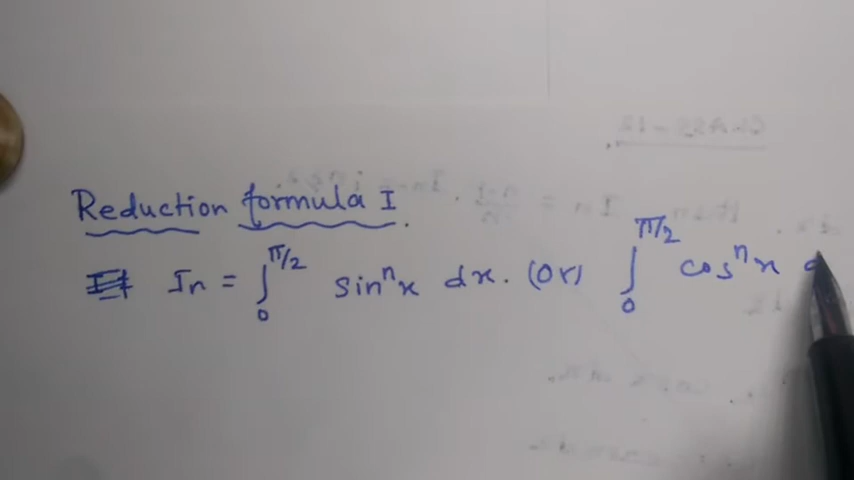 Reduction formula I.
In = ∫₀^π/2 sinⁿx dx. (or) ∫₀^π/2 cosⁿx d